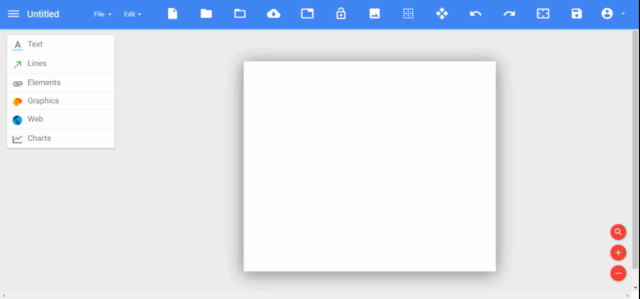 Untitled
File
Edit
Text
Lines
Elements
Graphics
Web
Charts